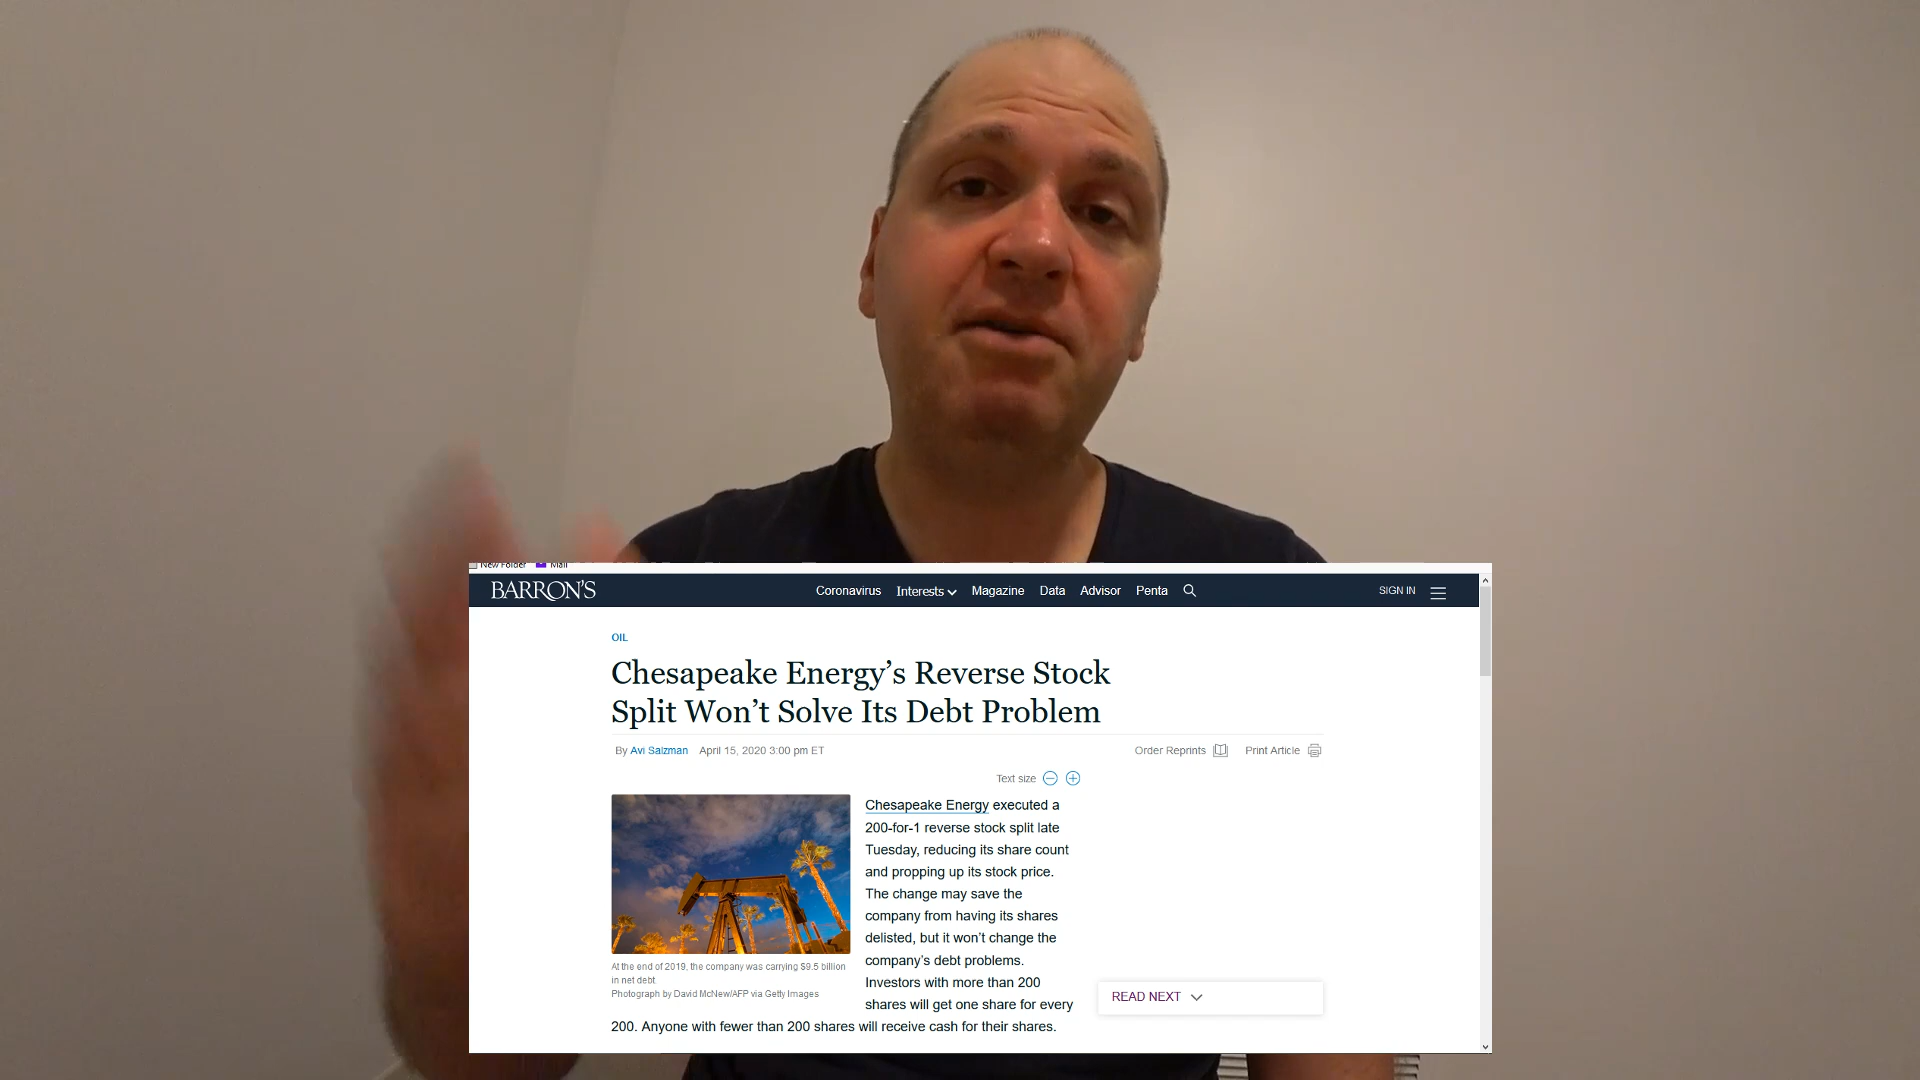 New Folder Mail
BARRON'S Coronavirus Interests Magazine Data Advisor Penta SIGN IN
OIL
Chesapeake Energy's Reverse Stock
Split Won't Solve Its Debt Problem
By Avi Salzman April 15, 2020 3:00 pm ET Order Reprints Print Article
Text size
Chesapeake Energy executed a
200-for-1 reverse stock split late
Tuesday, reducing its share count
and propping up its stock price.
The change may save the
company from having its shares
delisted, but it won't change the
company's debt problems.
Investors with more than 200
shares will get one share for every
200. Anyone with fewer than 200 shares will receive cash for their shares.
At the end of 2019, the company was carrying $9.5 billion
in net debt.
Photograph by David McNew/AFP via Getty Images
READ NEXT